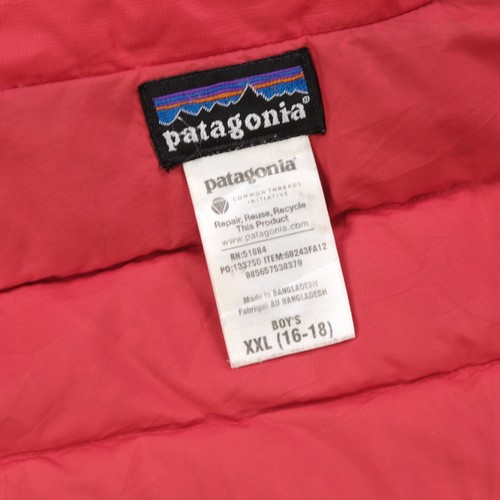 patagonia®
patagonia®
COMMON THREADS
INITIATIVE
Repair, Reuse, Recycle
This Product
www.patagonia.com
RN:51884
PO:133750 ITEM:68243FA12
885657538379
Made in BANGLADESH
Fabriqué AU BANGLADESH
BOY'S
XXL (16-18)